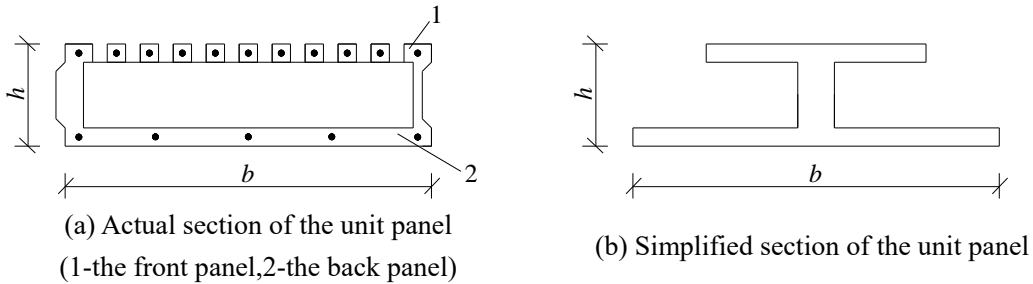 1
h
h
2
b
b
(a) Actual section of the unit panel
(1-the front panel,2-the back panel)
(b) Simplified section of the unit panel